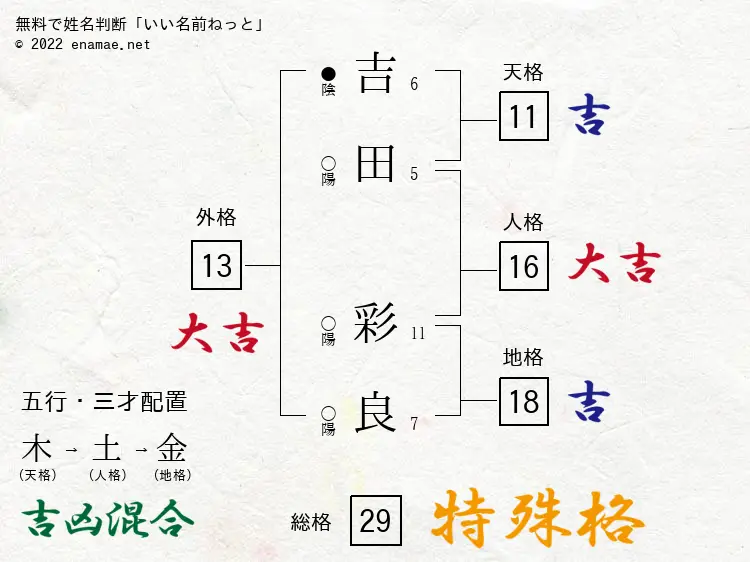 無料で姓名判断「いい名前ねっと」
© 2022 enamae.net
天格
11 吉
● 陰 吉 6
○ 陽 田 5
外格
13
大吉
人格
16 大吉
○ 陽 彩 11
地格
18 吉
○ 陽 良 7
五行・三才配置
木 → 土 → 金
(天格) (人格) (地格)
吉凶混合
総格 29 特殊格